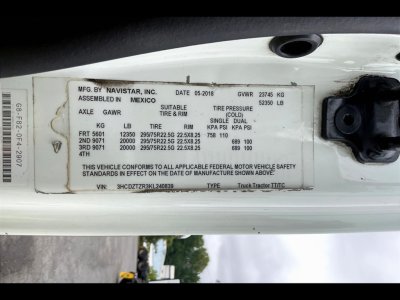 MFG. BY NAVISTAR, INC. DATE 05-2018 GVWR 23745 KG
ASSEMBLED IN MEXICO 52350 LB
SUITABLE TIRE PRESSURE
AXLE GAWR TIRE & RIM (COLD)
SINGLE DUAL
KG LB KPA PSI KPA PSI
FRT 5601 12350 295/75R22.5G 22.5X8.25 758 110
2ND 9071 20000 295/75R22.5G 22.5X8.25 689 100
3RD 9071 20000 295/75R22.5G 22.5X8.25 689 100
4TH
THIS VEHICLE CONFORMS TO ALL APPLICABLE FEDERAL MOTOR VEHICLE SAFETY
STANDARDS IN EFFECT ON THE DATE OF MANUFACTURE SHOWN ABOVE.
VIN: 3HCDZTZR3KL240839 TYPE: Truck Tractor TT/TC